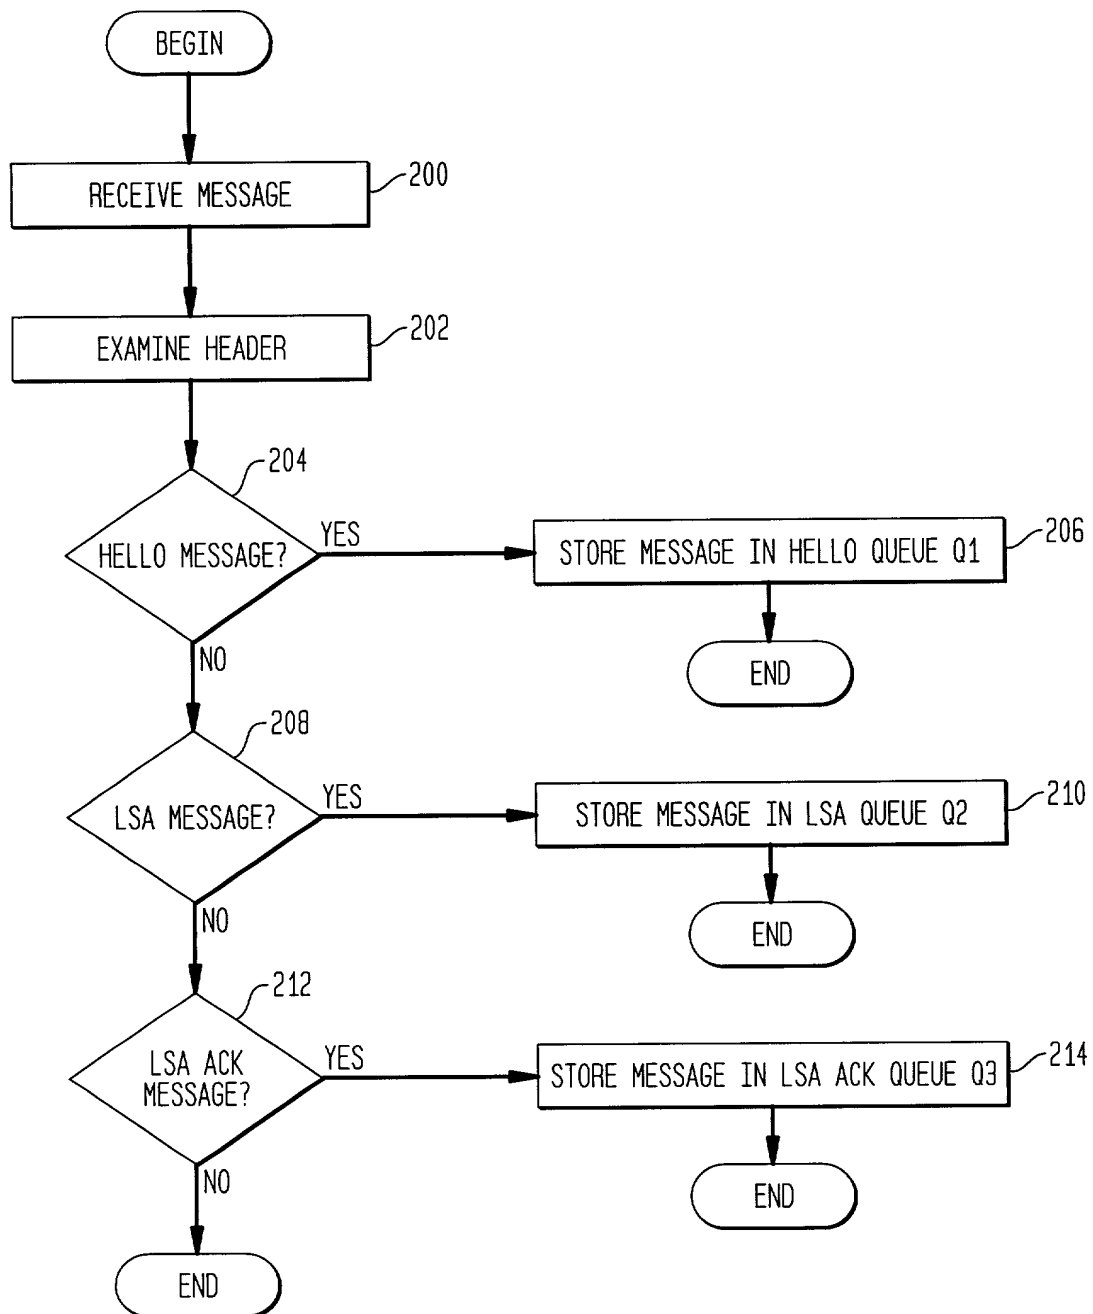 BEGIN
RECEIVE MESSAGE
200
EXAMINE HEADER
202
204
HELLO MESSAGE?
YES
STORE MESSAGE IN HELLO QUEUE Q1
206
END
NO
208
LSA MESSAGE?
YES
STORE MESSAGE IN LSA QUEUE Q2
210
END
NO
212
LSA ACK
MESSAGE?
YES
STORE MESSAGE IN LSA ACK QUEUE Q3
214
END
NO
END